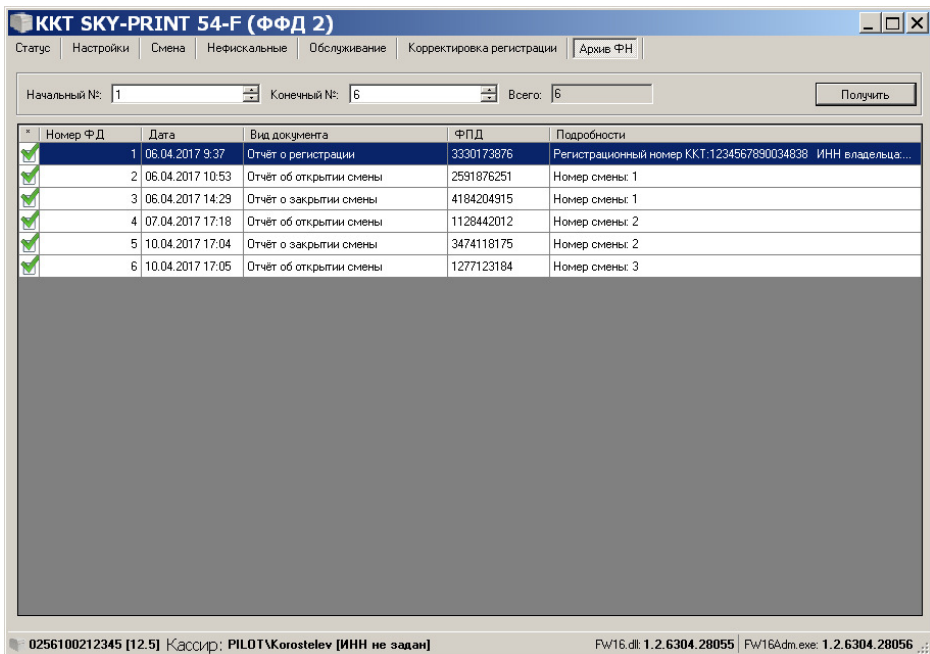 ККТ SKY-PRINT 54-F (ФФД 2)
Статус Настройки Смена Нефискальные Обслуживание Корректировка регистрации Архив ФН
Начальный №: 1 Конечный №: 6 Всего: 6 Получить
* Номер ФД Дата Вид документа ФПД Подробности
1 06.04.2017 9:37 Отчёт о регистрации 3330173876 Регистрационный номер ККТ:1234567890034838 ИНН владельца:...
2 06.04.2017 10:53 Отчёт об открытии смены 2591876251 Номер смены: 1
3 06.04.2017 14:29 Отчёт о закрытии смены 4184204915 Номер смены: 1
4 07.04.2017 17:18 Отчёт об открытии смены 1128442012 Номер смены: 2
5 10.04.2017 17:04 Отчёт о закрытии смены 3474118175 Номер смены: 2
6 10.04.2017 17:05 Отчёт об открытии смены 1277123184 Номер смены: 3
0256100212345 [12.5] Кассир: PILOT\Korostelev [ИНН не задан] FW16.dll: 1.2.6304.28055 FW16Adm.exe: 1.2.6304.28056